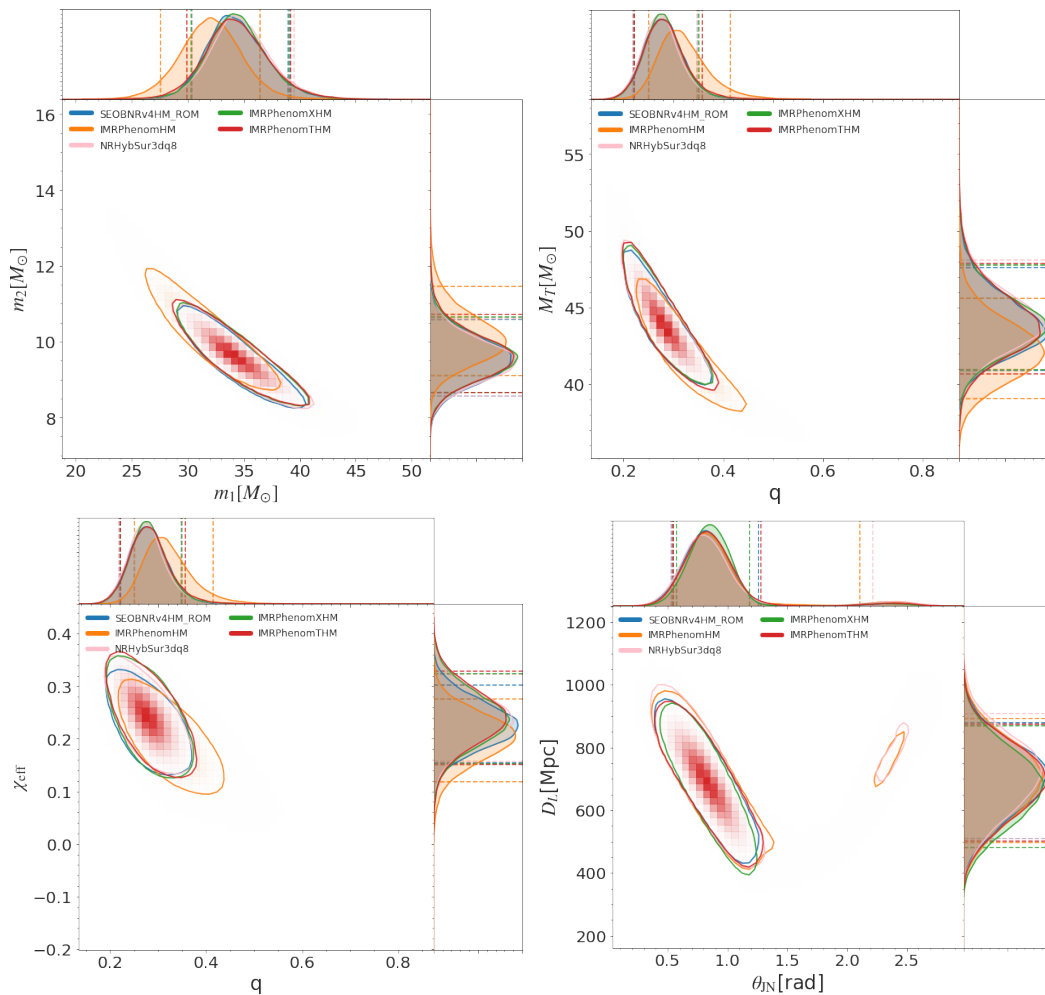 16
14
12
10
8
m₂[M⊙]
SEOBNRv4HM_ROM
IMRPhenomHM
NRHybSur3dq8
IMRPhenomXHM
IMRPhenomTHM
20 25 30 35 40 45 50
m₁[M⊙]
55
50
45
40
M_T[M⊙]
SEOBNRv4HM_ROM
IMRPhenomHM
NRHybSur3dq8
IMRPhenomXHM
IMRPhenomTHM
0.2 0.4 0.6 0.8
q
0.4
0.3
0.2
0.1
0.0
−0.1
−0.2
χeff
SEOBNRv4HM_ROM
IMRPhenomHM
NRHybSur3dq8
IMRPhenomXHM
IMRPhenomTHM
0.2 0.4 0.6 0.8
q
1200
1000
800
600
400
200
D_L[Mpc]
SEOBNRv4HM_ROM
IMRPhenomHM
NRHybSur3dq8
IMRPhenomXHM
IMRPhenomTHM
0.5 1.0 1.5 2.0 2.5
θJN[rad]